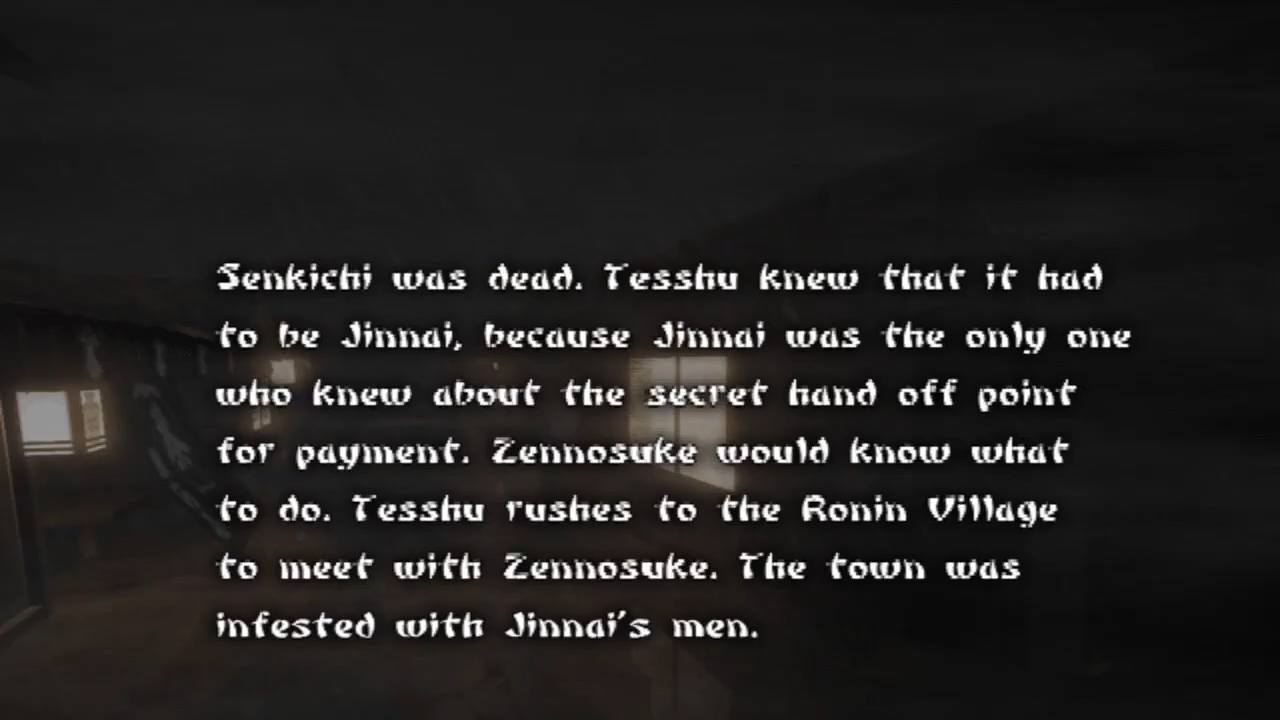 Senkichi was dead. Tesshu knew that it had
to be Jinnai, because Jinnai was the only one
who knew about the secret hand off point
for payment. Zennosuke would know what
to do. Tesshu rushes to the Ronin Village
to meet with Zennosuke. The town was
infested with Jinnai's men.